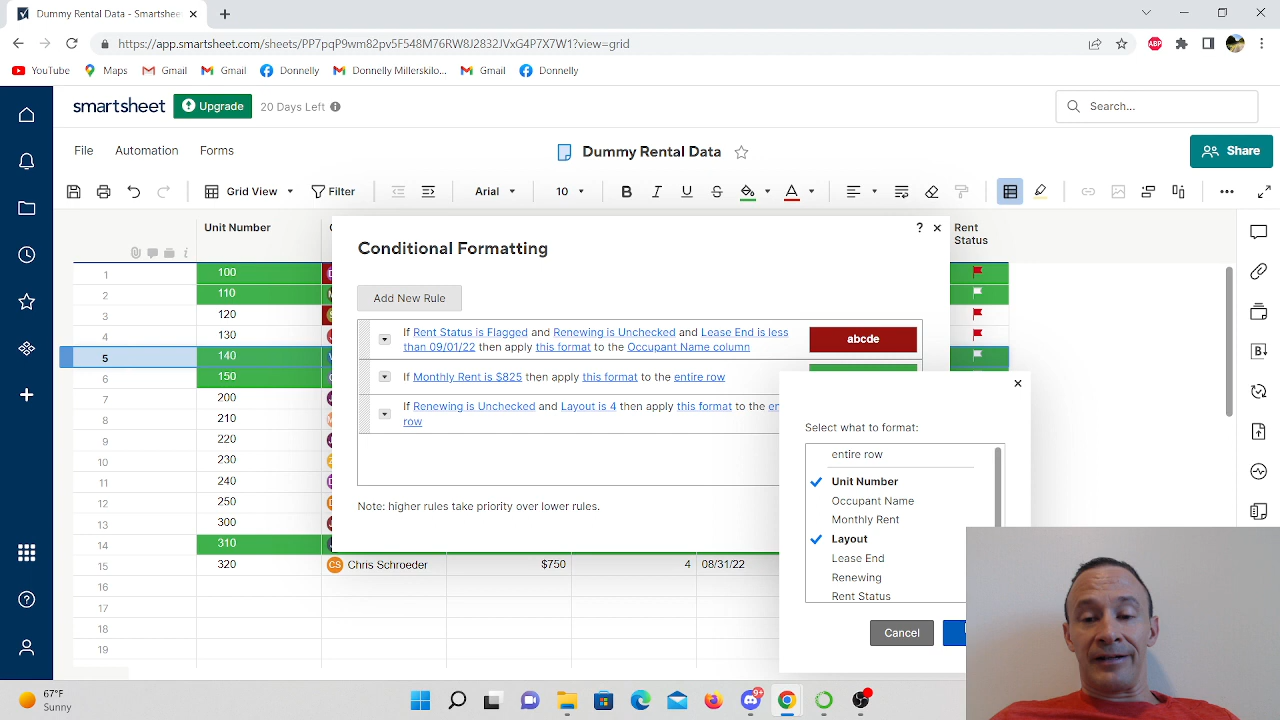 Dummy Rental Data - Smartshee
https://app.smartsheet.com/sheets/PP7pqP9wm82pv5F548M76RW8J2832JVxGX78X7W1?view=grid
ABP
YouTube Maps Gmail Gmail Donnelly Donnelly Millerskilo... Gmail Donnelly
smartsheet Upgrade 20 Days Left Search...
File Automation Forms Dummy Rental Data Share
Grid View Filter Arial 10 B I U S A
Unit Number
Rent
Status
Conditional Formatting
Add New Rule
If Rent Status is Flagged and Renewing is Unchecked and Lease End is less
than 09/01/22 then apply this format to the Occupant Name column
abcde
If Monthly Rent is $825 then apply this format to the entire row
If Renewing is Unchecked and Layout is 4 then apply this format to the en
row
Note: higher rules take priority over lower rules.
Select what to format:
entire row
Unit Number
Occupant Name
Monthly Rent
Layout
Lease End
Renewing
Rent Status
Cancel
1 100
2 110
3 120
4 130
5 140
6 150
7 200
8 210
9 220
10 230
11 240
12 250
13 300
14 310
15 320 CS Chris Schroeder $750 4 08/31/22
16
17
18
19
67°F
Sunny
9+